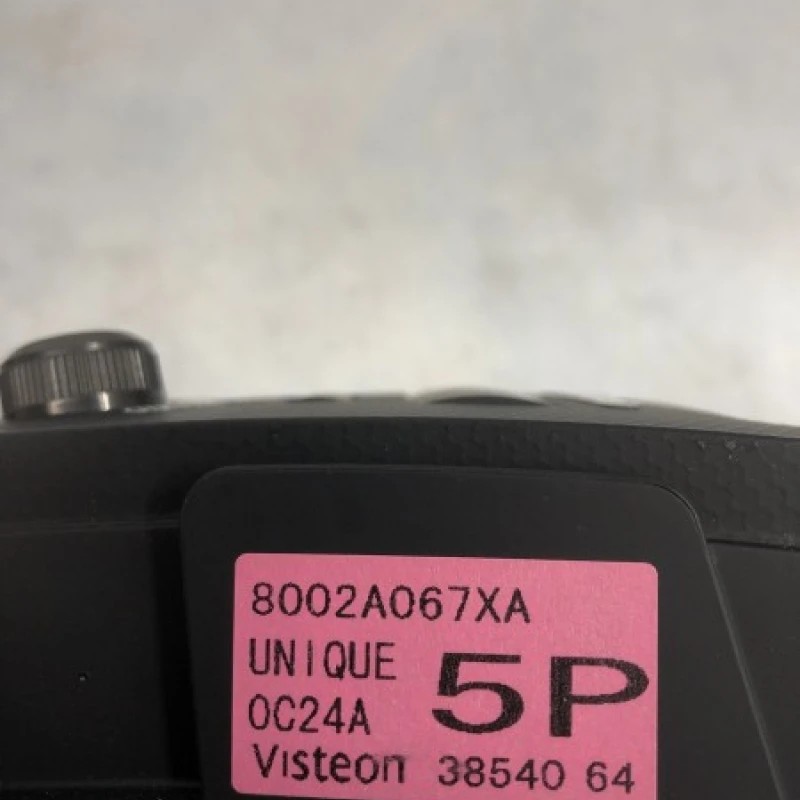 8002A067XA
UNIQUE
5P
0C24A
Visteon 38540 64